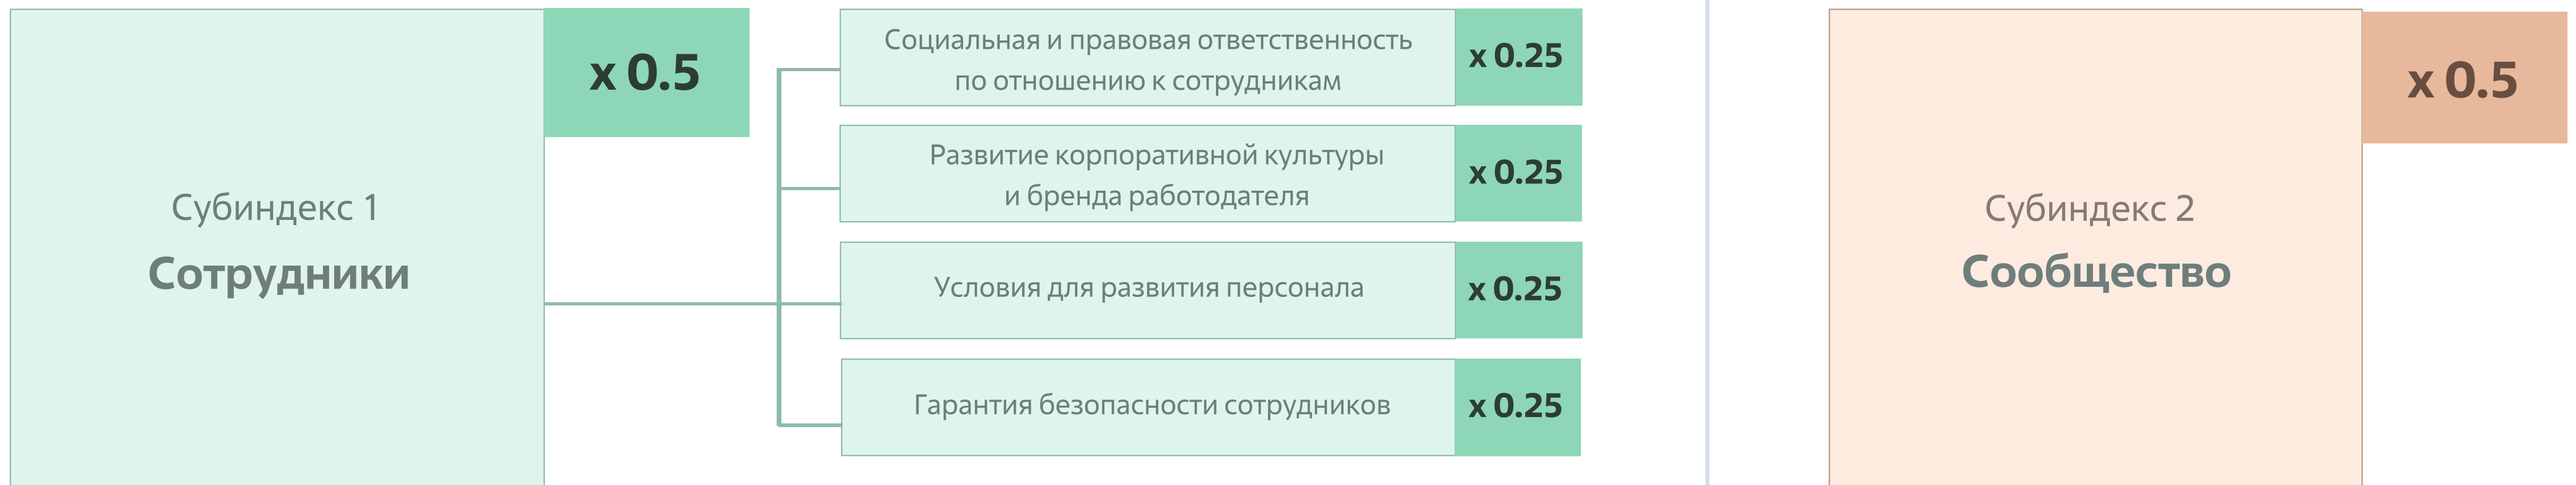 Субиндекс 1
Сотрудники
x 0.5
Социальная и правовая ответственность
по отношению к сотрудникам
x 0.25
Развитие корпоративной культуры
и бренда работодателя
x 0.25
Условия для развития персонала
x 0.25
Гарантия безопасности сотрудников
x 0.25
Субиндекс 2
Сообщество
x 0.5